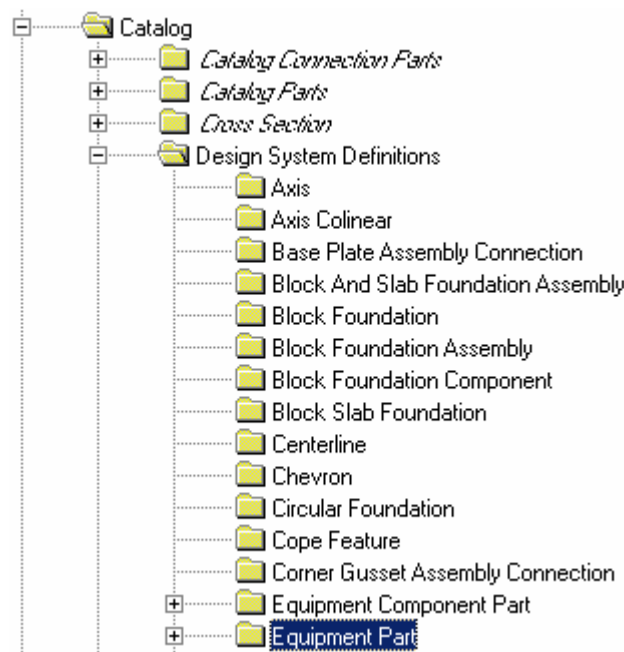 Catalog
Catalog Connection Parts
Catalog Parts
Cross Section
Design System Definitions
Axis
Axis Colinear
Base Plate Assembly Connection
Block And Slab Foundation Assembly
Block Foundation
Block Foundation Assembly
Block Foundation Component
Block Slab Foundation
Centerline
Chevron
Circular Foundation
Cope Feature
Corner Gusset Assembly Connection
Equipment Component Part
Equipment Part